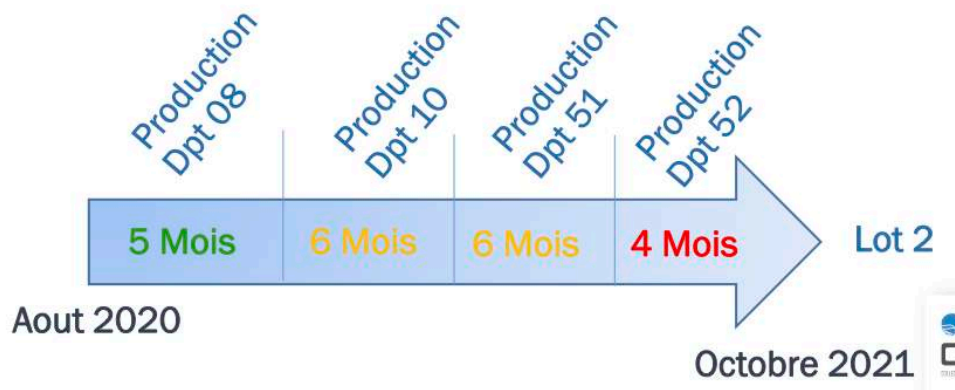 Production
Dpt 08
Production
Dpt 10
Production
Dpt 51
Production
Dpt 52
5 Mois
6 Mois
6 Mois
4 Mois
Lot 2
Aout 2020
Octobre 2021